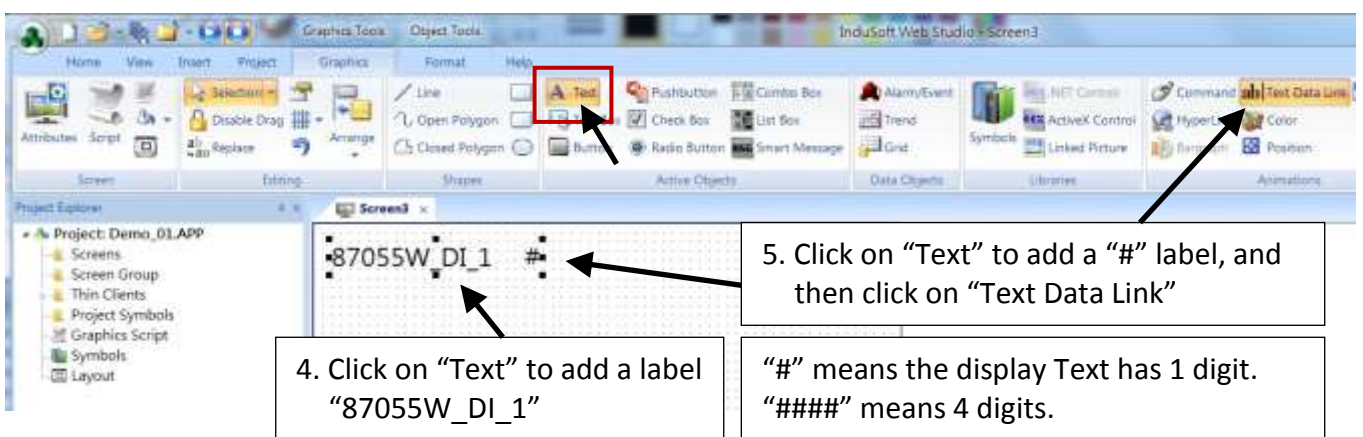 Graphics Tools Object Tools InduSoft Web Studio - Screen3
Home View Insert Project Graphics Format Help
Selection Line A Text Pushbutton Combo Box Alarm/Event .NET Control Command Text Data Link
Disable Drag Open Polygon Check Box List Box Trend ActiveX Control Color
Attributes Script Replace Arrange Closed Polygon Button Radio Button Smart Message Grid Symbols Linked Picture Position
Screen Editing Shapes Active Objects Data Objects Libraries Animations
Project Explorer Screen3 ×
Project: Demo_01.APP
Screens
Screen Group
Thin Clients
Project Symbols
Graphics Script
Symbols
Layout
87055W_DI_1 #
5. Click on “Text” to add a “#” label, and
then click on “Text Data Link”
4. Click on “Text” to add a label
“87055W_DI_1”
“#” means the display Text has 1 digit.
“####” means 4 digits.